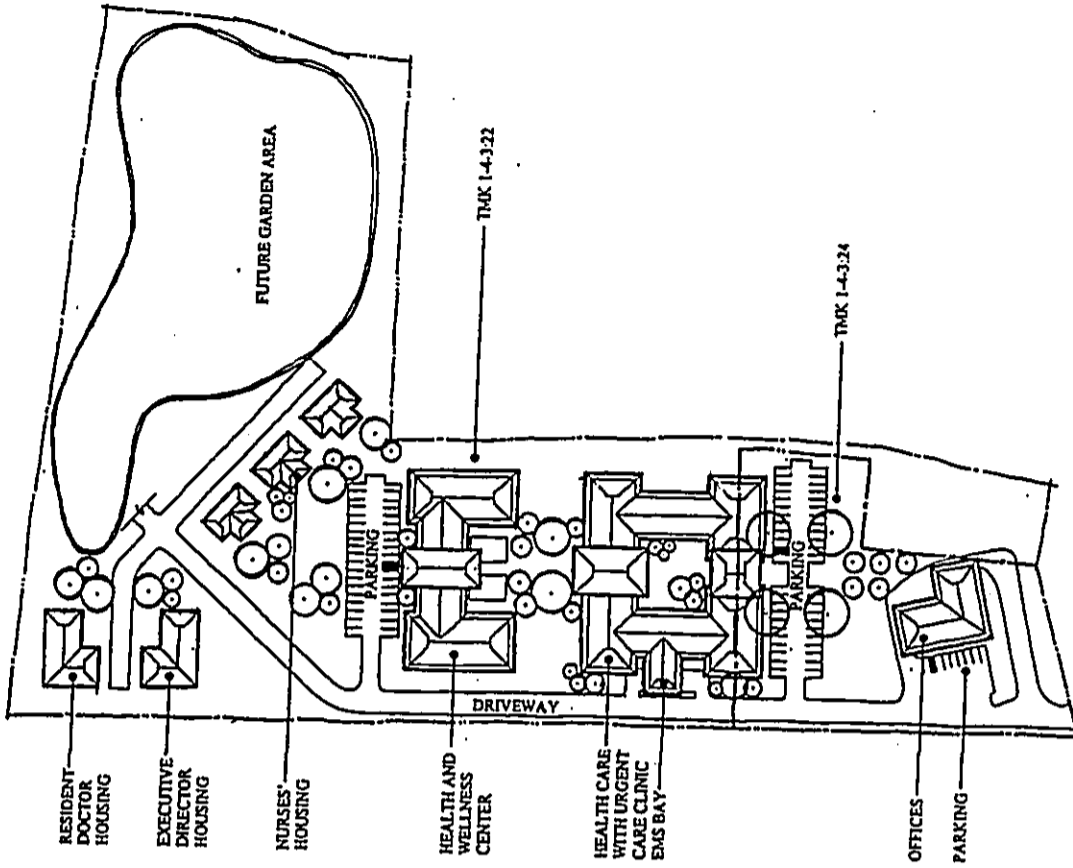 FUTURE GARDEN AREA
TMK 1-4-3:22
TMK 1-4-3:24
PARKING
PARKING
DRIVEWAY
RESIDENT
DOCTOR
HOUSING
EXECUTIVE
DIRECTOR
HOUSING
NURSES'
HOUSING
HEALTH AND
WELLNESS
CENTER
HEALTH CARE
WITH URGENT
CARE CLINIC
EMS BAY
OFFICES
PARKING